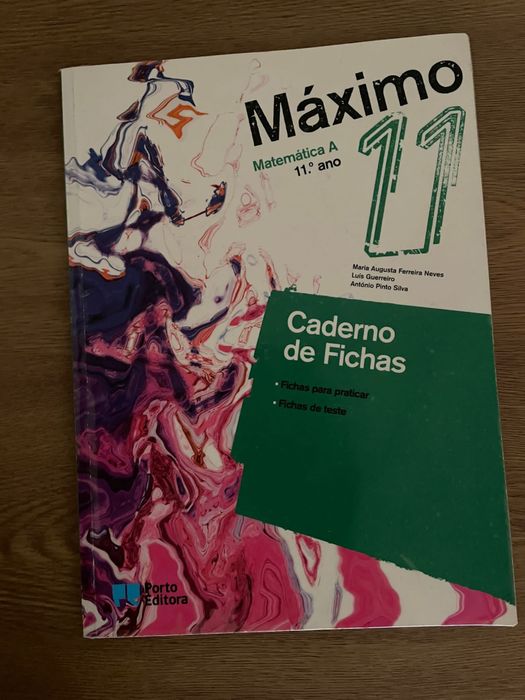 Máximo
11
Matemática A
11.º ano
Maria Augusta Ferreira Neves
Luís Guerreiro
António Pinto Silva
Caderno
de Fichas
• Fichas para praticar
• Fichas de teste
Porto
Editora